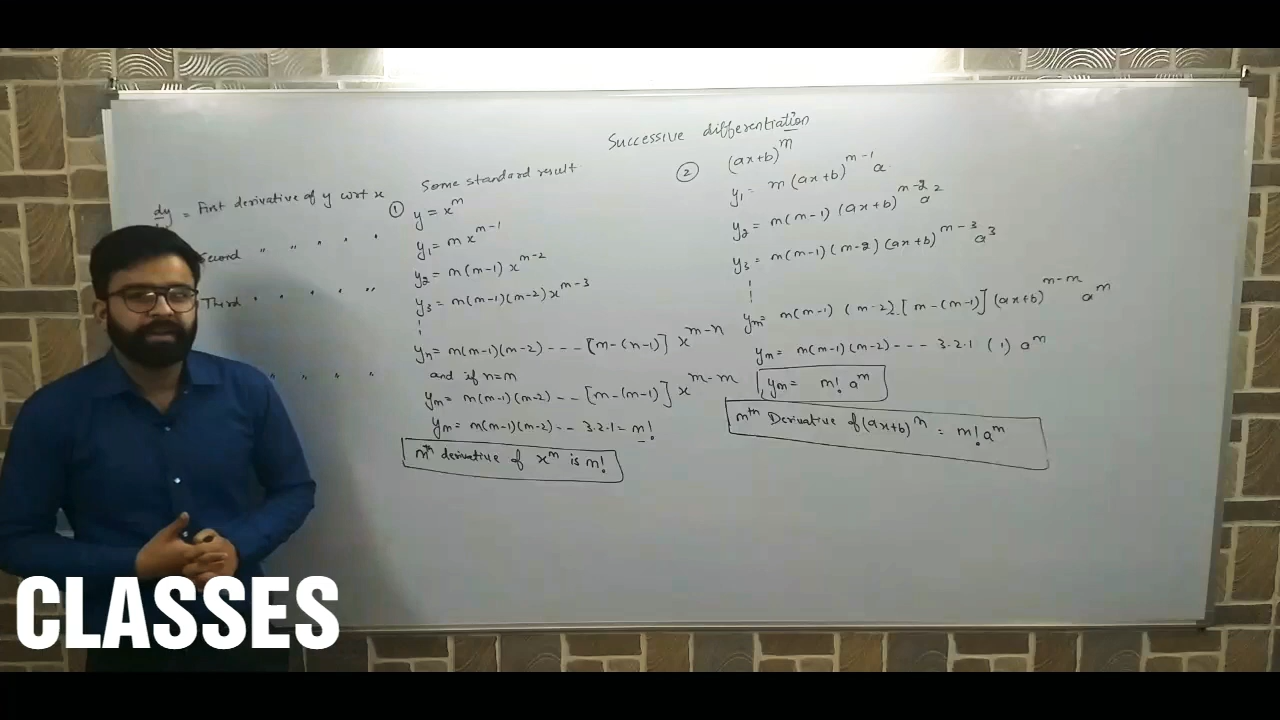 Successive differentiation
dy = First derivative of y wrt x
Second " " " " "
Third " " " " "
" " " "
Some standard result
① y = x^m
y₁ = m x^{m-1}
y₂ = m(m-1) x^{m-2}
y₃ = m(m-1)(m-2) x^{m-3}
yₙ = m(m-1)(m-2) --- [m-(n-1)] x^{m-n}
and if n=m
yₘ = m(m-1)(m-2) -- [m-(m-1)] x^{m-m}
yₘ = m(m-1)(m-2) -- 3.2.1 = m!
m^th derivative of x^m is m!
② (ax+b)^m
y₁ = m(ax+b)^{m-1} a
y₂ = m(m-1) (ax+b)^{m-2} a²
y₃ = m(m-1)(m-2)(ax+b)^{m-3} a³
yₘ = m(m-1) (m-2)..[m-(m-1)] (ax+b)^{m-m} a^m
yₘ = m(m-1)(m-2) ---- 3.2.1 (1) a^m
yₘ = m! a^m
m^th Derivative of (ax+b)^m = m! a^m
CLASSES